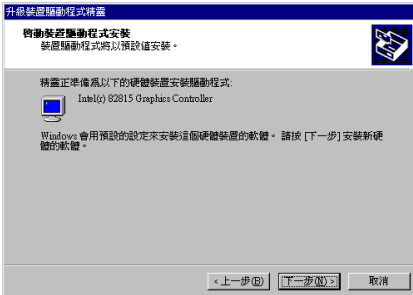 升級裝置驅動程式精靈
啟動裝置驅動程式安裝
裝置驅動程式將以預設值安裝。
精靈正準備為以下的硬體裝置安裝驅動程式:
Intel(r) 82815 Graphics Controller
Windows 會用預設的設定來安裝這個硬體裝置的軟體。 請按 [下一步] 安裝新硬
體的軟體。
<上一步(B)
下一步(N)>
取消